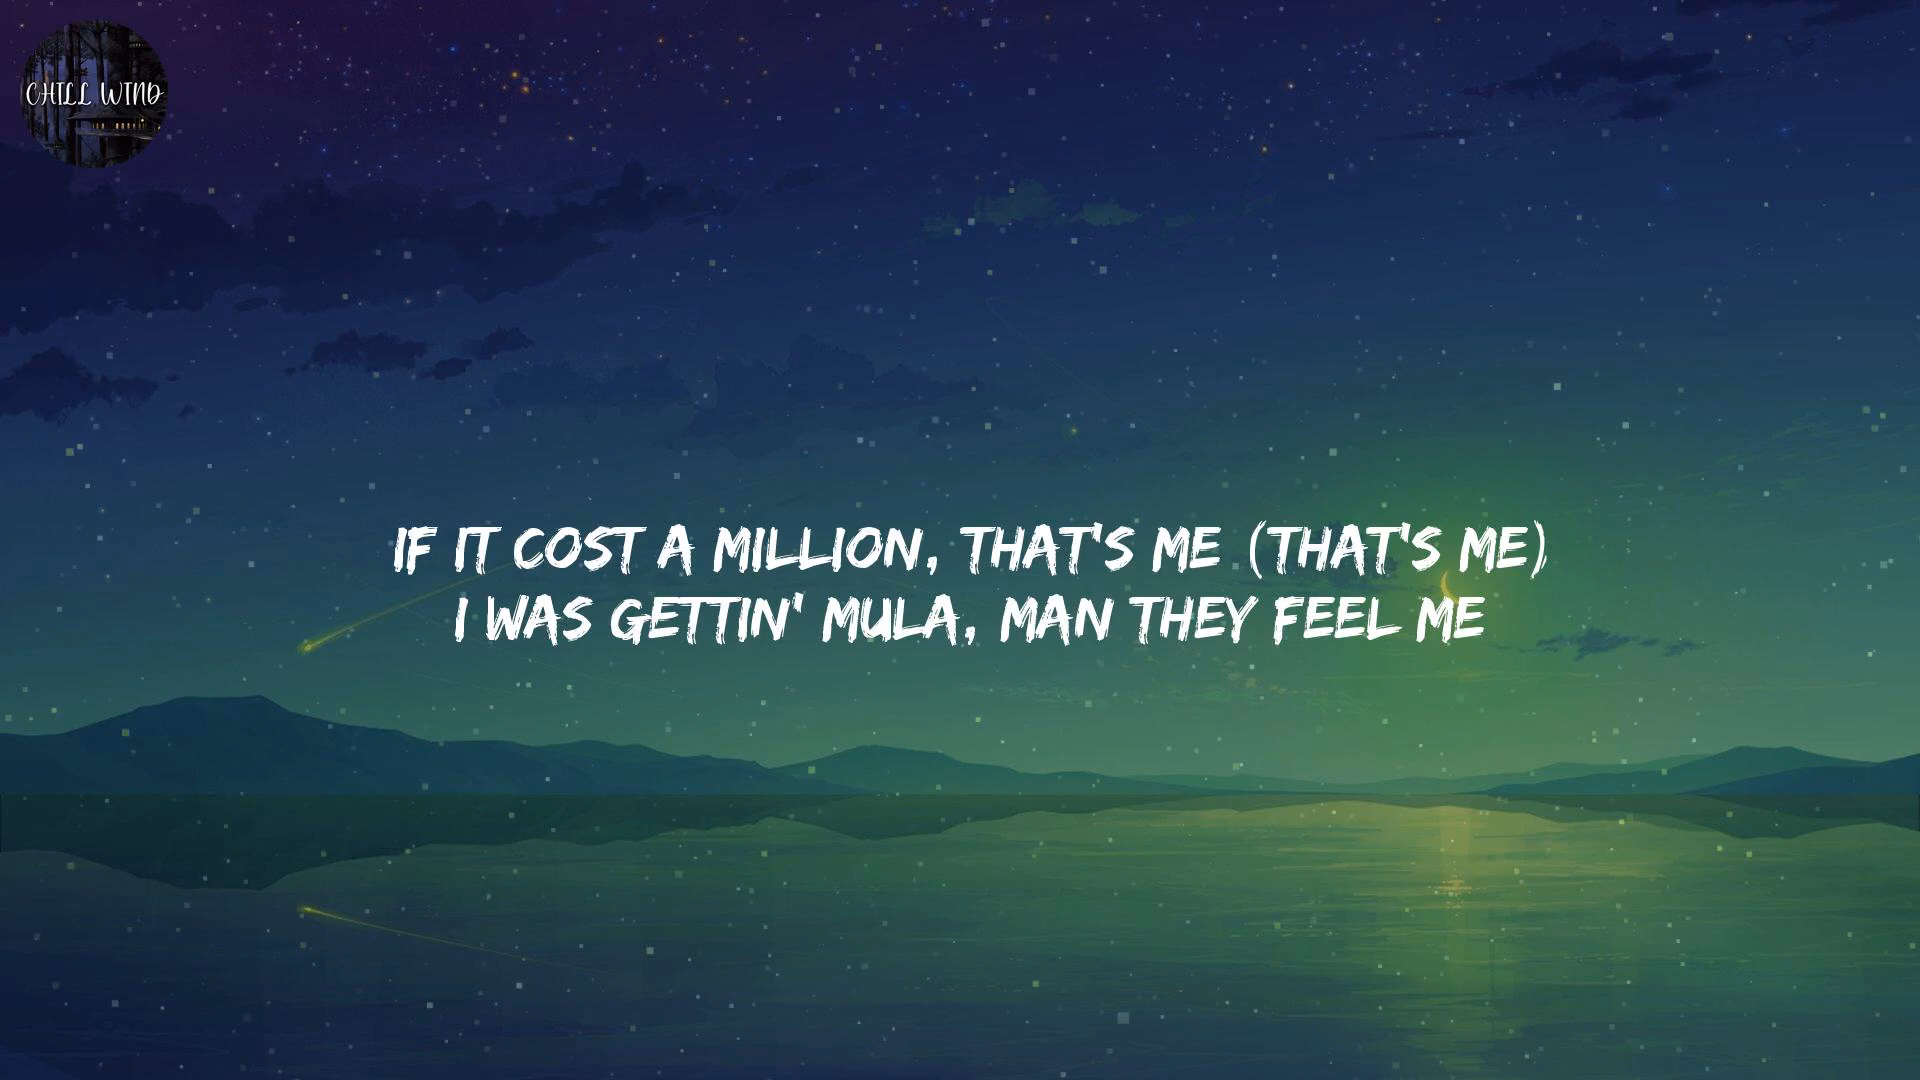 CHILL WIND
IF IT COST A MILLION, THAT'S ME (THAT'S ME)
I WAS GETTIN' MULA, MAN THEY FEEL ME